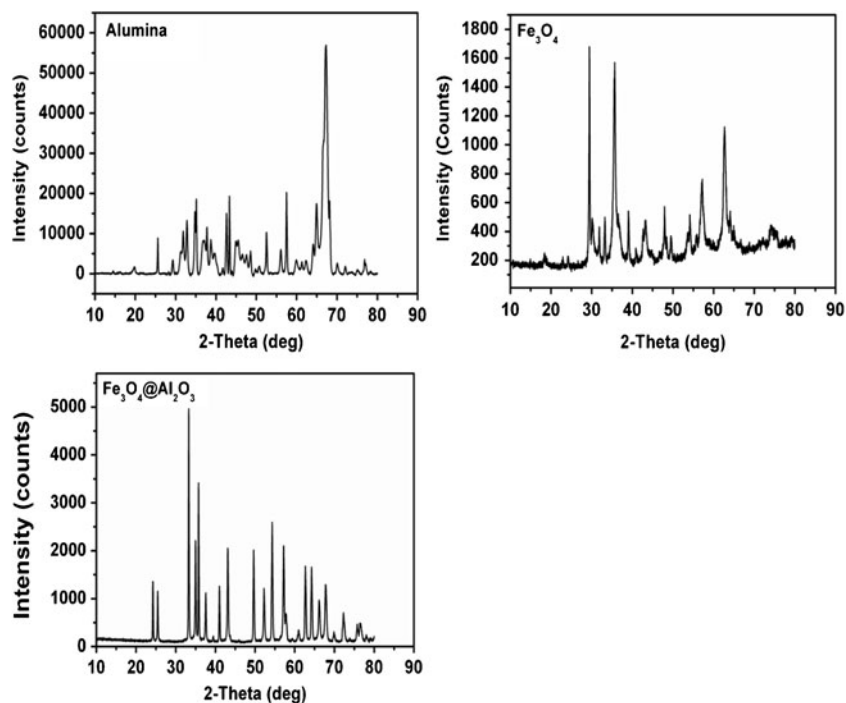 Alumina
60000
50000
40000
30000
20000
10000
0
Intensity (counts)
10 20 30 40 50 60 70 80 90
2-Theta (deg)
Fe₃O₄
1800
1600
1400
1200
1000
800
600
400
200
Intensity (Counts)
10 20 30 40 50 60 70 80 90
2-Theta (deg)
Fe₃O₄@Al₂O₃
5000
4000
3000
2000
1000
0
Intensity (counts)
10 20 30 40 50 60 70 80 90
2-Theta (deg)